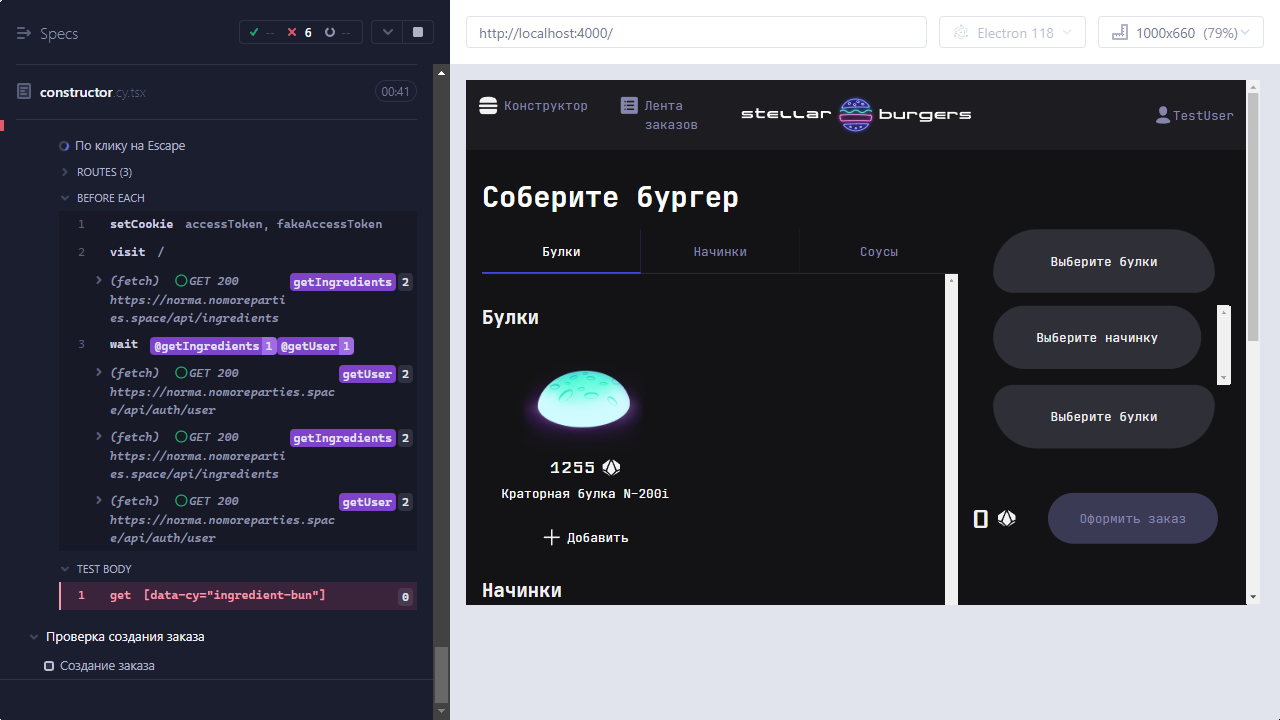 Specs
-- 6 --
constructor.cy.tsx 00:41
По клику на Escape
ROUTES (3)
BEFORE EACH
1 setCookie accessToken, fakeAccessToken
2 visit /
(fetch) GET 200 getIngredients 2
https://norma.nomoreparti
es.space/api/ingredients
3 wait @getIngredients 1 @getUser 1
(fetch) GET 200 getUser 2
https://norma.nomoreparties.spac
e/api/auth/user
(fetch) GET 200 getIngredients 2
https://norma.nomoreparti
es.space/api/ingredients
(fetch) GET 200 getUser 2
https://norma.nomoreparties.spac
e/api/auth/user
TEST BODY
1 get [data-cy="ingredient-bun"] 0
Проверка создания заказа
Создание заказа
http://localhost:4000/
Electron 118
1000x660 (79%)
Конструктор
Лента
заказов
stellar burgers
TestUser
Соберите бургер
Булки Начинки Соусы
Булки
1255
Краторная булка N-200i
Добавить
Начинки
Выберите булки
Выберите начинку
Выберите булки
0
Оформить заказ